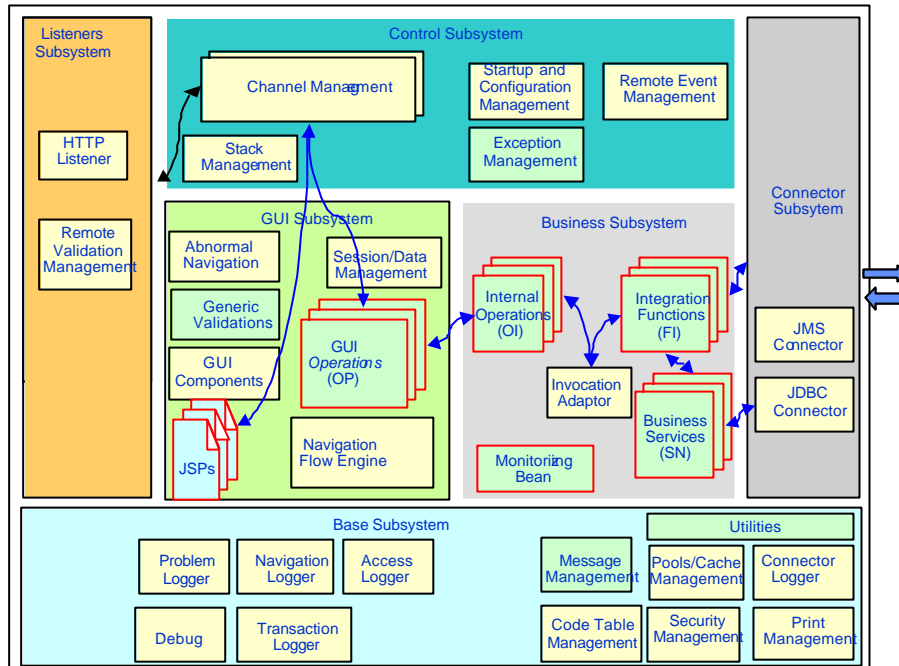 Listeners
Subsystem
HTTP
Listener
Remote
Validation
Management
Control Subsystem
Channel Management
Startup and
Configuration
Management
Remote Event
Management
Stack
Management
Exception
Management
GUI Subsystem
Abnormal
Navigation
Session/Data
Management
Generic
Validations
GUI
Components
GUI
Operations
(OP)
JSPs
Navigation
Flow Engine
Business Subsystem
Internal
Operations
(OI)
Integration
Functions
(FI)
Invocation
Adaptor
Business
Services
(SN)
Monitorizing
Bean
Connector
Subsytem
JMS
Connector
JDBC
Connector
Base Subsystem
Problem
Logger
Navigation
Logger
Access
Logger
Debug
Transaction
Logger
Utilities
Message
Management
Pools/Cache
Management
Connector
Logger
Code Table
Management
Security
Management
Print
Management